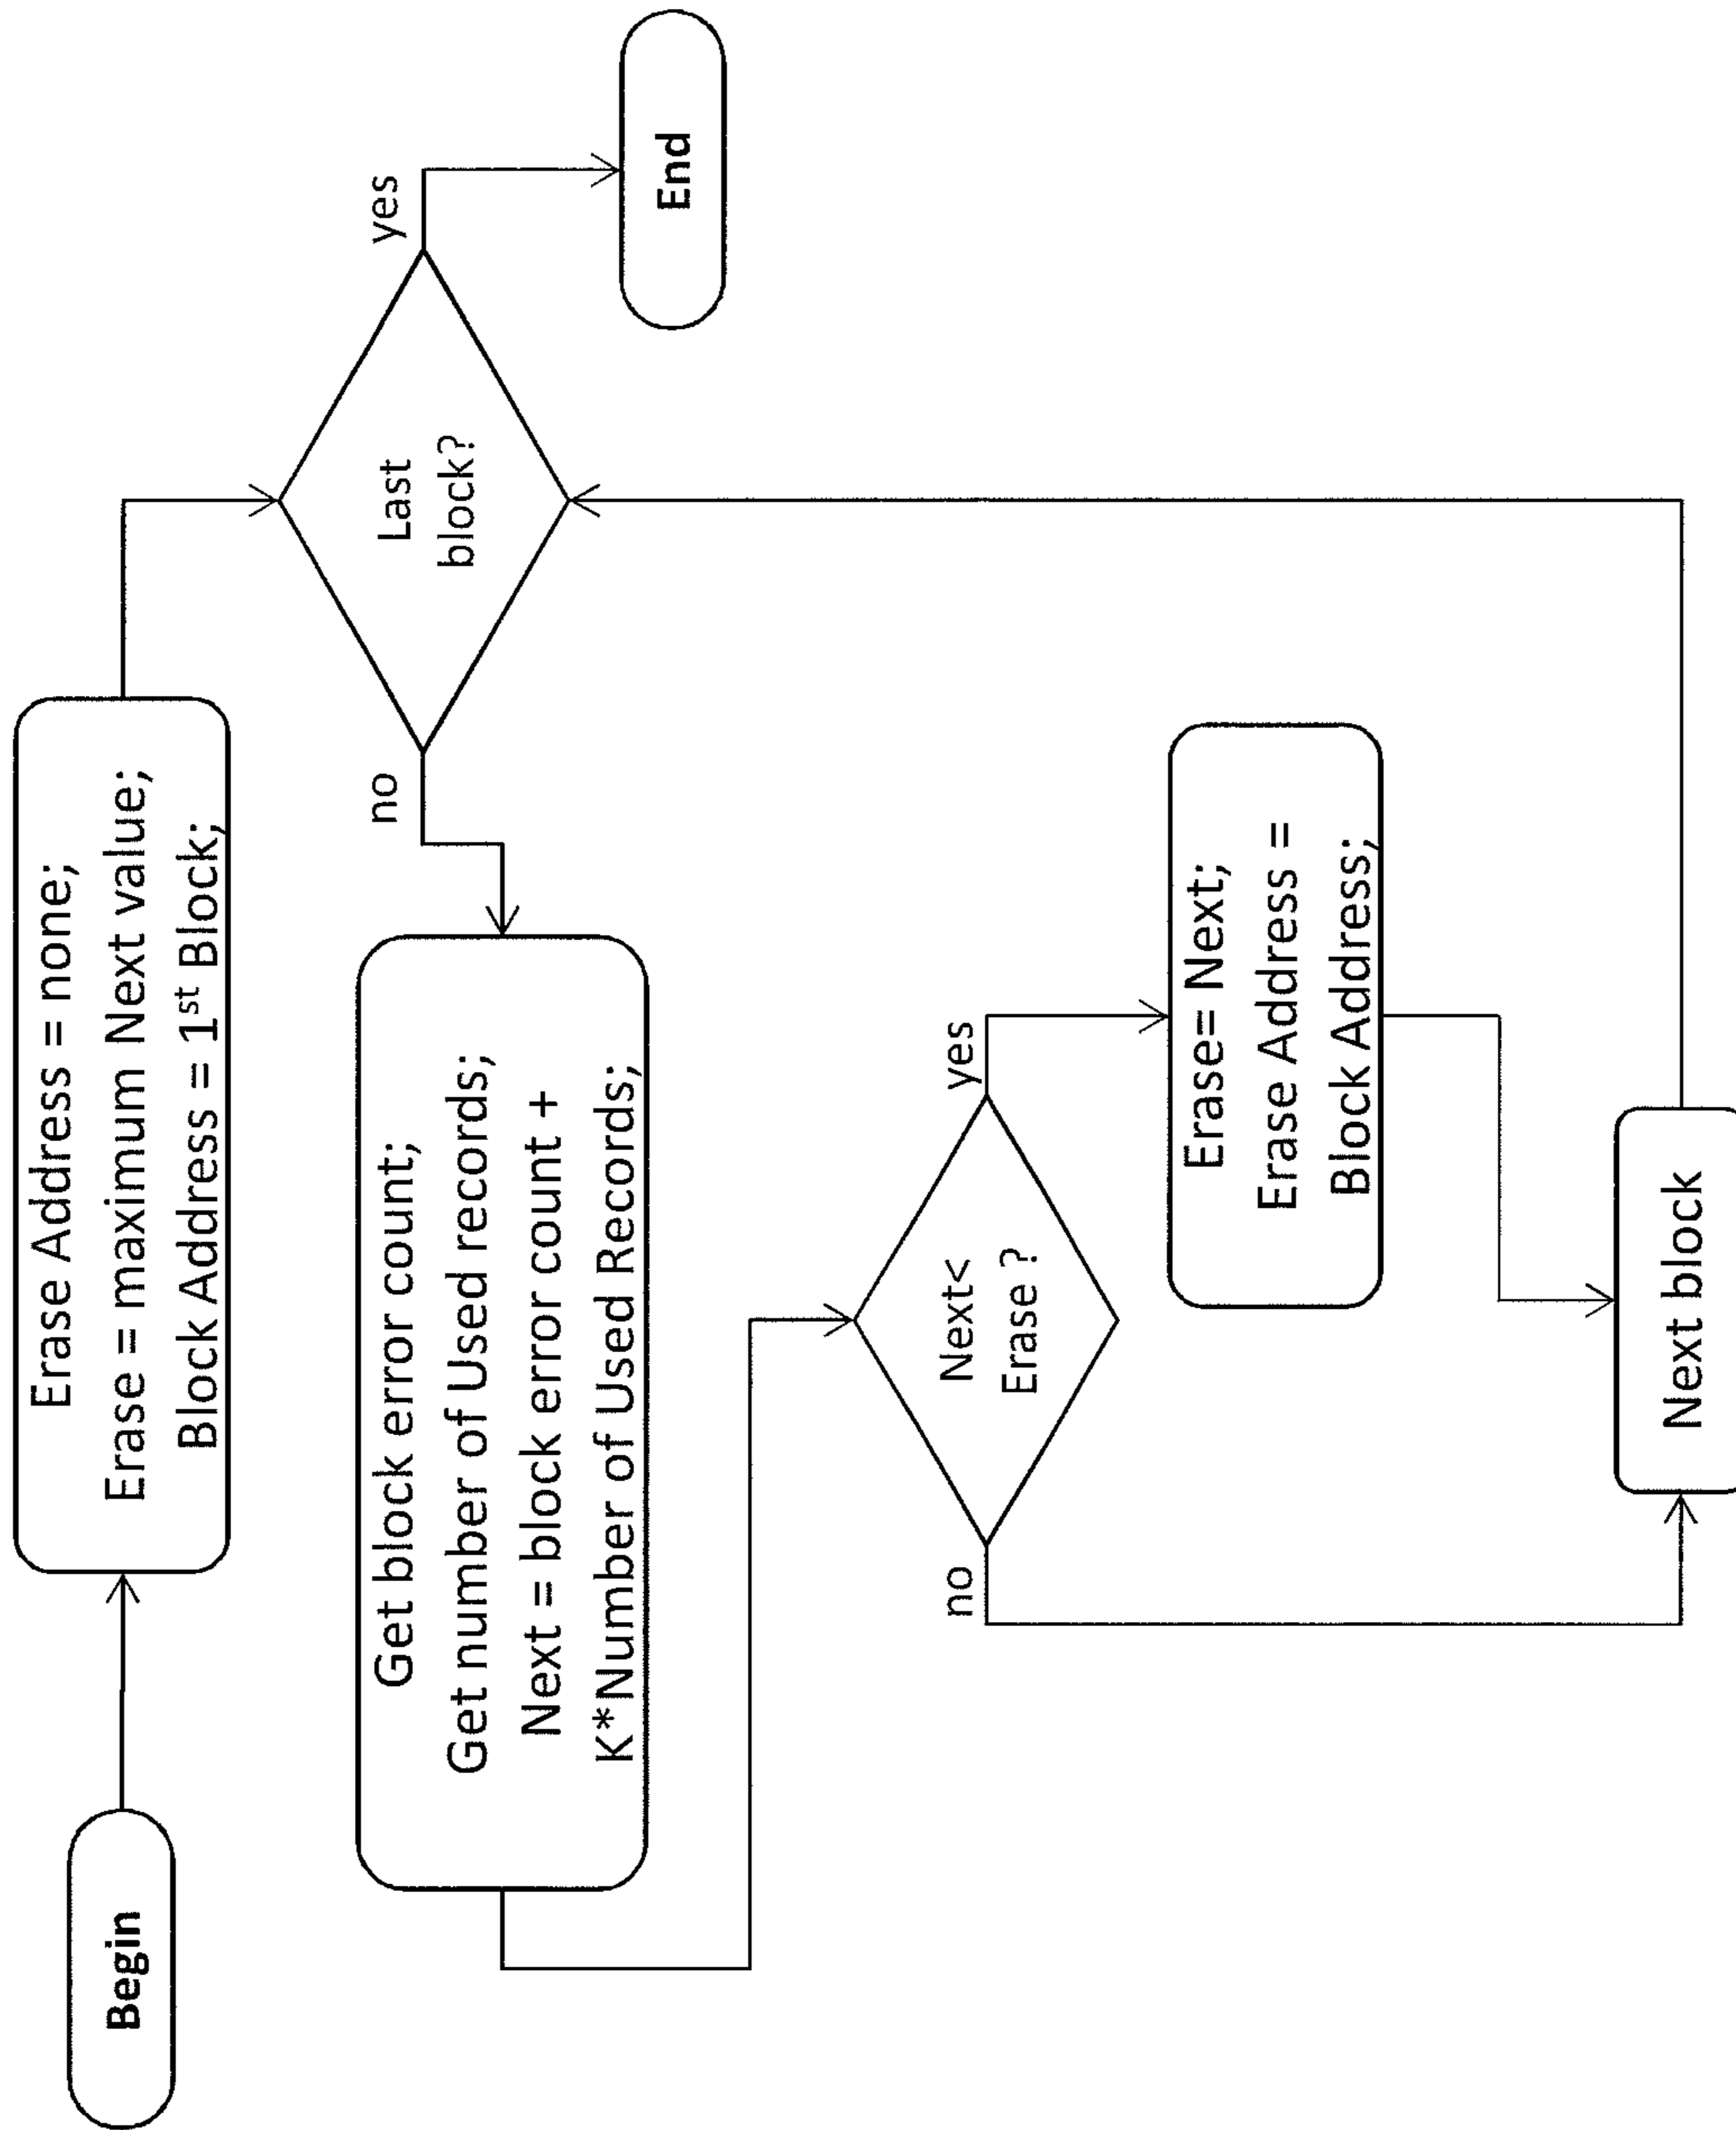 Begin
Erase Address = none;
Erase = maximum Next value;
Block Address = 1st Block;
Last
block?
yes
End
no
Get block error count;
Get number of Used records;
Next = block error count +
K*Number of Used Records;
Next<
Erase ?
yes
Erase= Next;
Erase Address =
Block Address;
no
Next block